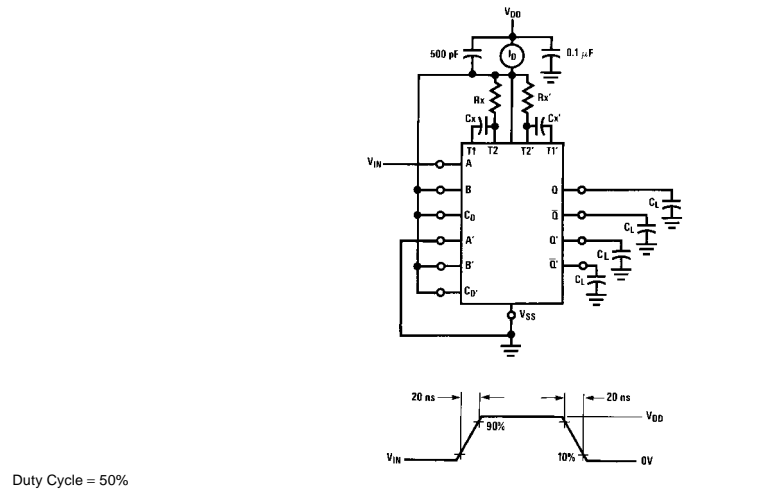 VDD
500 pF
ID
0.1 μF
Rx
Rx'
Cx
Cx'
T1 T2 T2' T1'
VIN
A
B
CD
A'
B'
CD'
Q
Q̅
Q'
Q̅'
CL
CL
CL
CL
VSS
20 ns
20 ns
90%
VDD
VIN
10%
0V
Duty Cycle = 50%